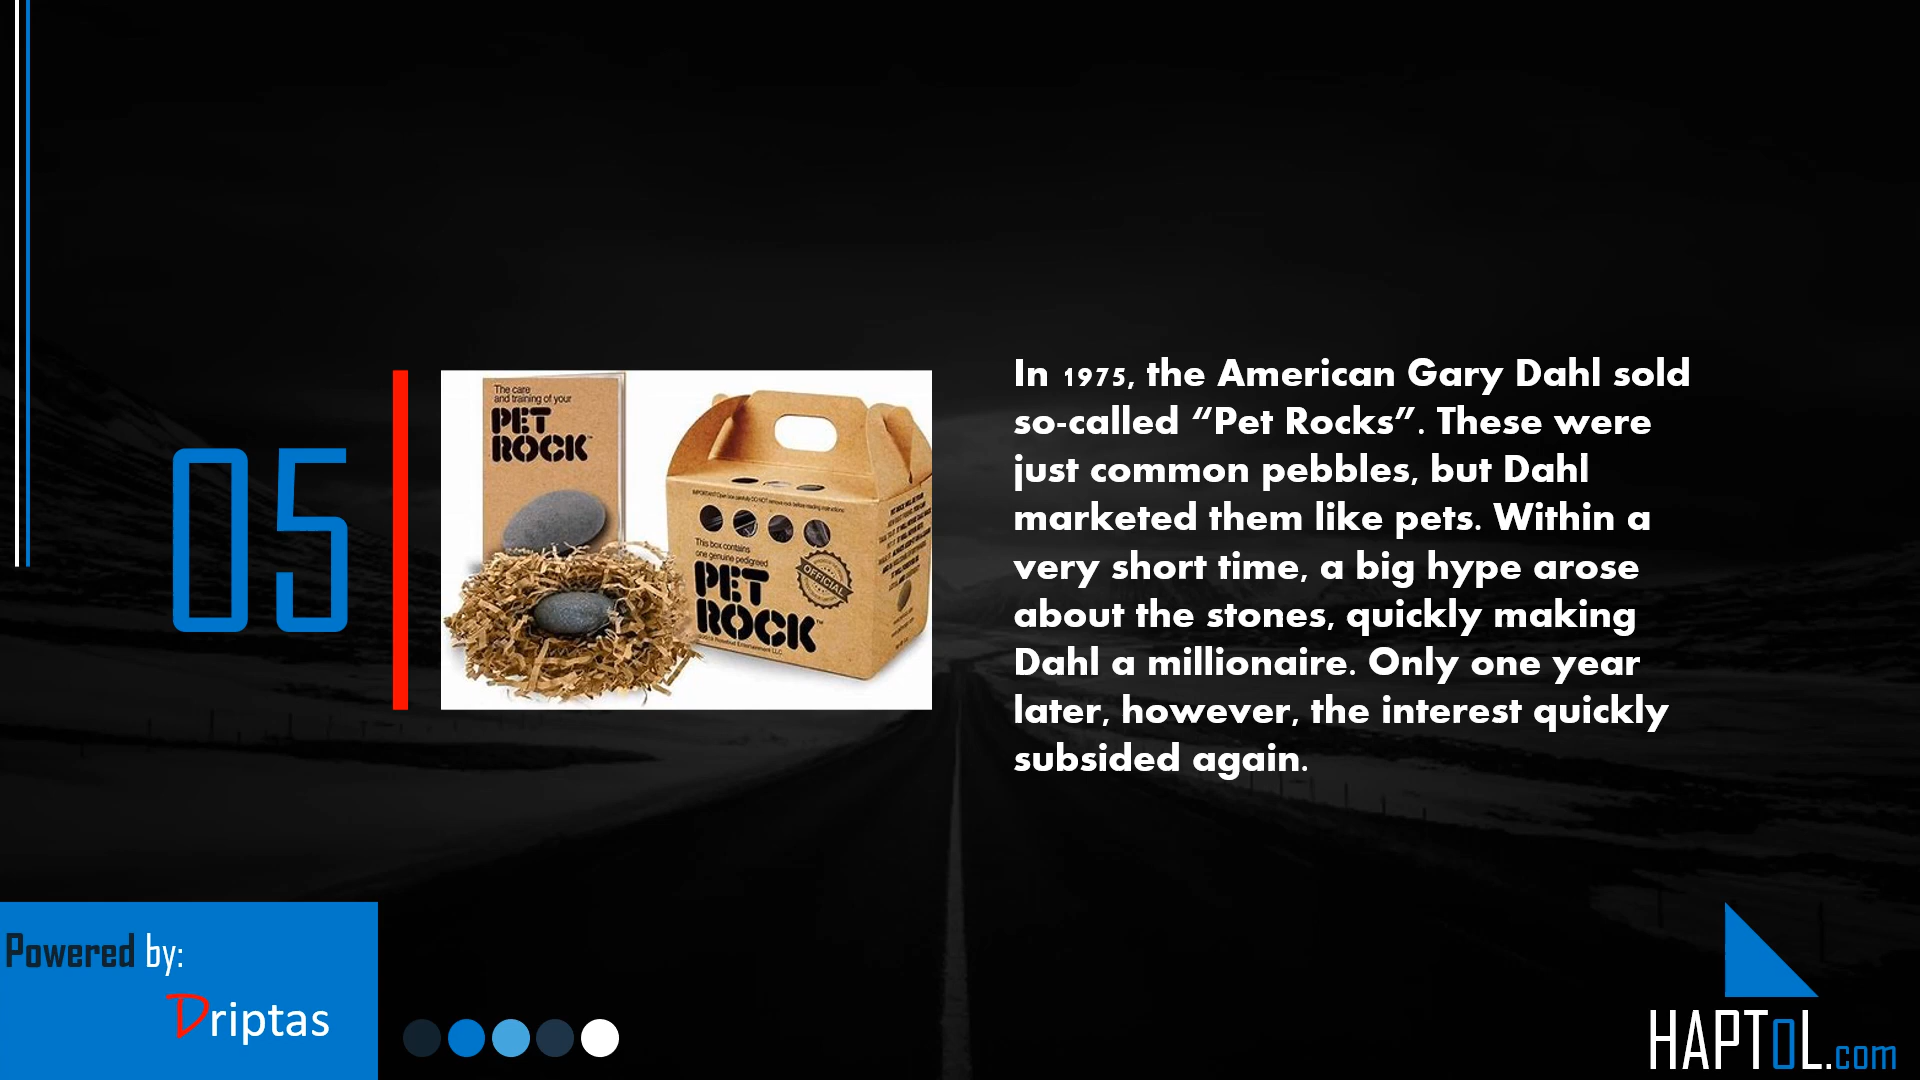 05
The care
and training of your
PET
ROCK™
This box contains
one genuine pedigreed
PET
ROCK™
OFFICIAL
In 1975, the American Gary Dahl sold
so-called “Pet Rocks”. These were
just common pebbles, but Dahl
marketed them like pets. Within a
very short time, a big hype arose
about the stones, quickly making
Dahl a millionaire. Only one year
later, however, the interest quickly
subsided again.
Powered by:
Driptas
HAPTOL.com